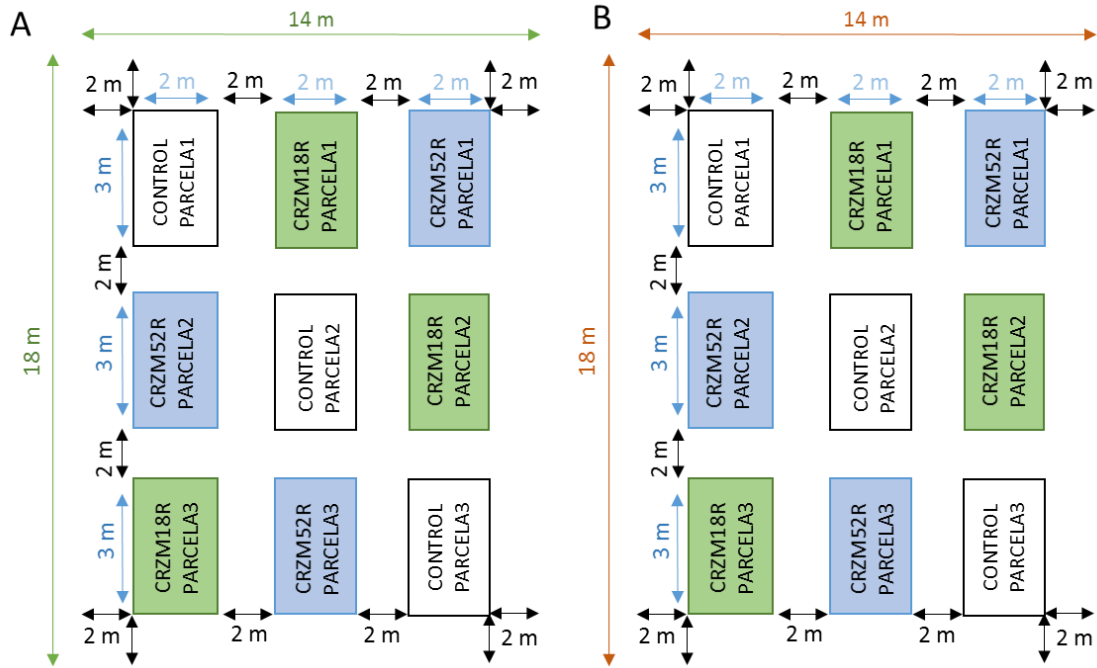 A
14 m
B
14 m
2 m
2 m
2 m
2 m
2 m
2 m
2 m
2 m
2 m
2 m
2 m
2 m
2 m
2 m
18 m
3 m
CONTROL
PARCELA1
CRZM18R
PARCELA1
CRZM52R
PARCELA1
18 m
3 m
CONTROL
PARCELA1
CRZM18R
PARCELA1
CRZM52R
PARCELA1
2 m
2 m
3 m
CRZM52R
PARCELA2
CONTROL
PARCELA2
CRZM18R
PARCELA2
3 m
CRZM52R
PARCELA2
CONTROL
PARCELA2
CRZM18R
PARCELA2
2 m
2 m
3 m
CRZM18R
PARCELA3
CRZM52R
PARCELA3
CONTROL
PARCELA3
3 m
CRZM18R
PARCELA3
CRZM52R
PARCELA3
CONTROL
PARCELA3
2 m
2 m
2 m
2 m
2 m
2 m
2 m
2 m